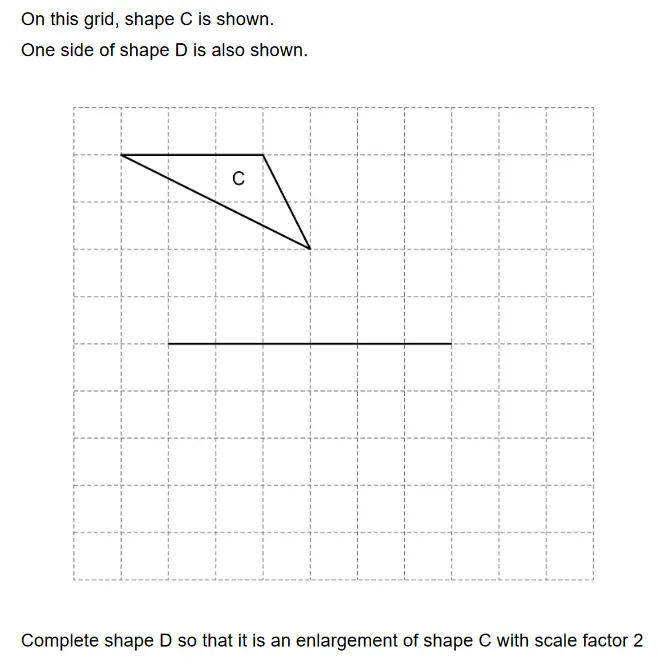 On this grid, shape C is shown.
One side of shape D is also shown.
C
Complete shape D so that it is an enlargement of shape C with scale factor 2